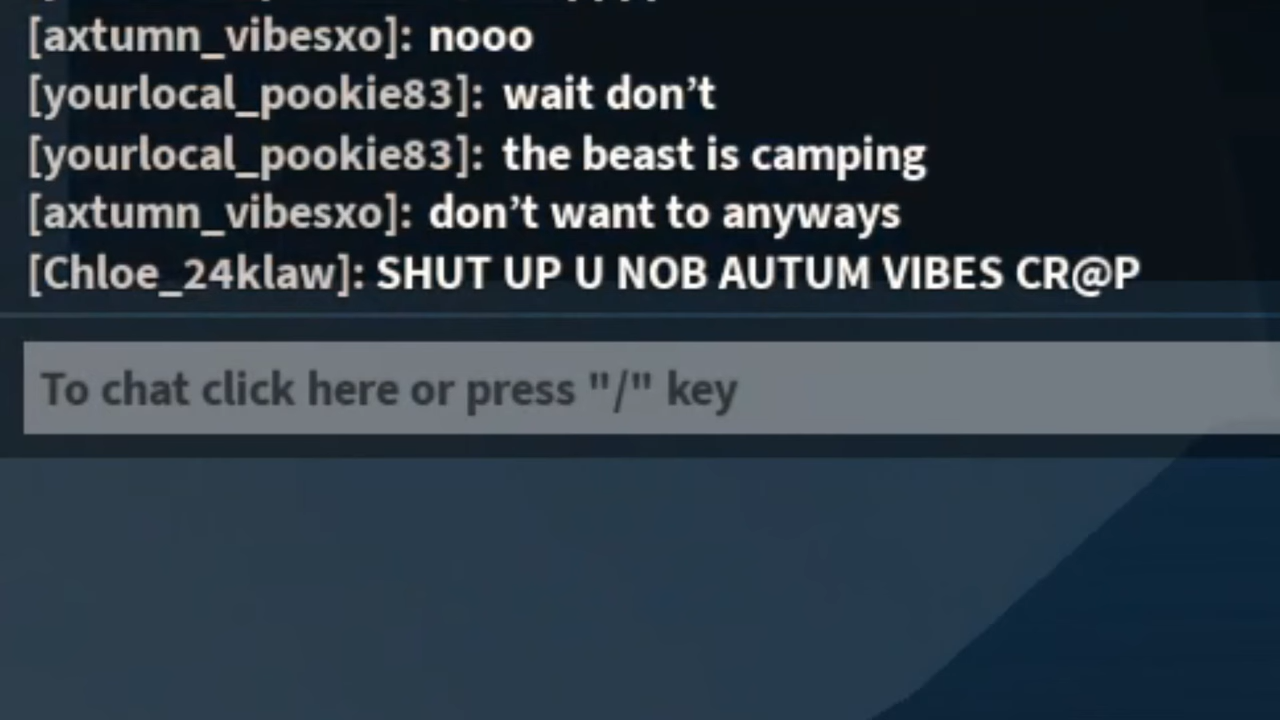 [axtumn_vibesxo]: nooo
[yourlocal_pookie83]: wait don’t
[yourlocal_pookie83]: the beast is camping
[axtumn_vibesxo]: don’t want to anyways
[Chloe_24klaw]: SHUT UP U NOB AUTUM VIBES CR@P
To chat click here or press "/" key